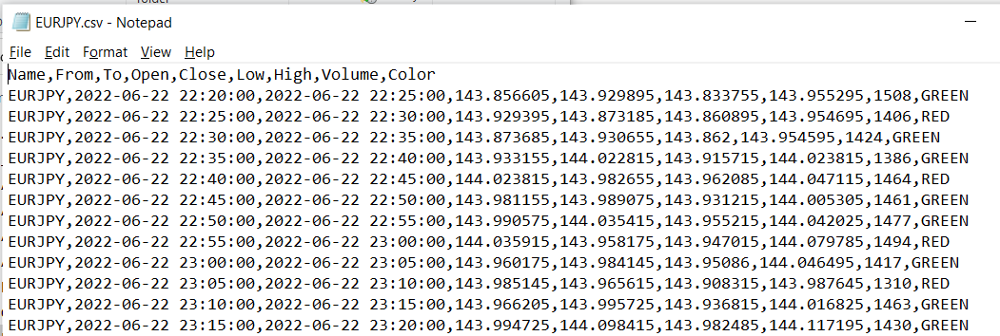 folder
EURJPY.csv - Notepad
File Edit Format View Help
Name,From,To,Open,Close,Low,High,Volume,Color
EURJPY,2022-06-22 22:20:00,2022-06-22 22:25:00,143.856605,143.929895,143.833755,143.955295,1508,GREEN
EURJPY,2022-06-22 22:25:00,2022-06-22 22:30:00,143.929395,143.873185,143.860895,143.954695,1406,RED
EURJPY,2022-06-22 22:30:00,2022-06-22 22:35:00,143.873685,143.930655,143.862,143.954595,1424,GREEN
EURJPY,2022-06-22 22:35:00,2022-06-22 22:40:00,143.933155,144.022815,143.915715,144.023815,1386,GREEN
EURJPY,2022-06-22 22:40:00,2022-06-22 22:45:00,144.023815,143.982655,143.962085,144.047115,1464,RED
EURJPY,2022-06-22 22:45:00,2022-06-22 22:50:00,143.981155,143.989075,143.931215,144.005305,1461,GREEN
EURJPY,2022-06-22 22:50:00,2022-06-22 22:55:00,143.990575,144.035415,143.955215,144.042025,1477,GREEN
EURJPY,2022-06-22 22:55:00,2022-06-22 23:00:00,144.035915,143.958175,143.947015,144.079785,1494,RED
EURJPY,2022-06-22 23:00:00,2022-06-22 23:05:00,143.960175,143.984145,143.95086,144.046495,1417,GREEN
EURJPY,2022-06-22 23:05:00,2022-06-22 23:10:00,143.985145,143.965615,143.908315,143.987645,1310,RED
EURJPY,2022-06-22 23:10:00,2022-06-22 23:15:00,143.966205,143.995725,143.936815,144.016825,1463,GREEN
EURJPY,2022-06-22 23:15:00,2022-06-22 23:20:00,143.994725,144.098415,143.982485,144.117195,1430,GREEN